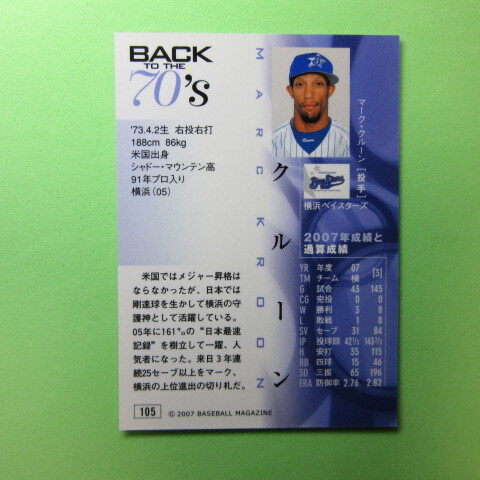 BACK
TO THE
70's
'73.4.2生 右投右打
188cm 86kg
米国出身
シャドー・マウンテン高
91年プロ入り
横浜(05)
MARC KROON
クルーン
マーク・クルーン[投手]
横浜ベイスターズ
2007年成績と
通算成績
YR 年度 07 [3]
TM チーム 横
G 試合 43 145
CG 完投 0 0
W 勝利 3 8
L 敗戦 1 8
SV セーブ 31 84
IP 投球回 42⅓ 143⅔
H 安打 35 115
BB 四球 15 46
SO 三振 65 196
ERA 防御率 2.76 2.82
米国ではメジャー昇格は
ならなかったが、日本では
剛速球を生かして横浜の守
護神として活躍している。
05年に161㌔の“日本最速
記録”を樹立して一躍、人
気者になった。来日3年連
続25セーブ以上をマーク、
横浜の上位進出の切り札だ。
105
© 2007 BASEBALL MAGAZINE